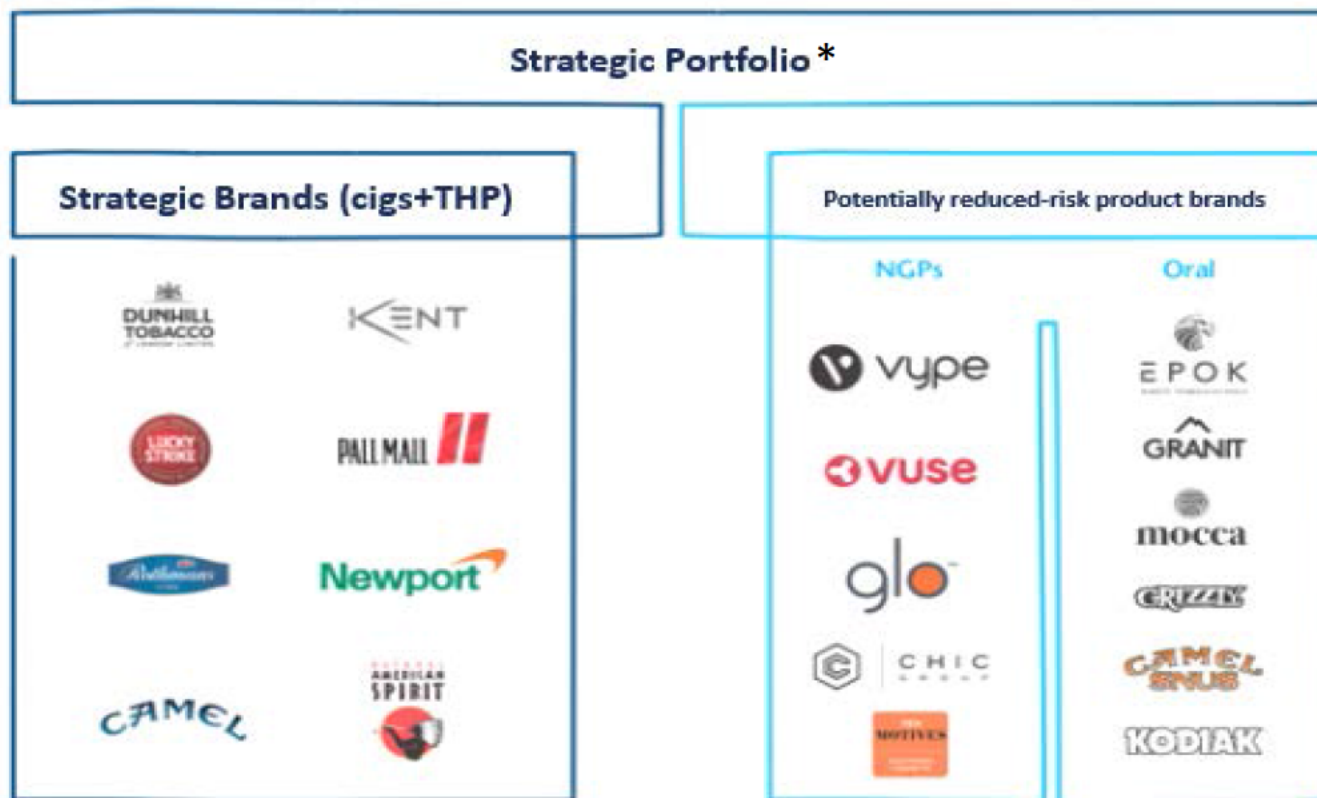 Strategic Portfolio *
Strategic Brands (cigs+THP)
Potentially reduced-risk product brands
NGPs
Oral
DUNHILL
TOBACCO
KENT
LUCKY
STRIKE
PALL MALL
Rothmans
Newport
CAMEL
AMERICAN
SPIRIT
vype
vuse
glo
CHIC
GROUP
MOTIVES
EPOK
GRANIT
mocca
GRIZZLY
CAMEL
SNUS
KODIAK